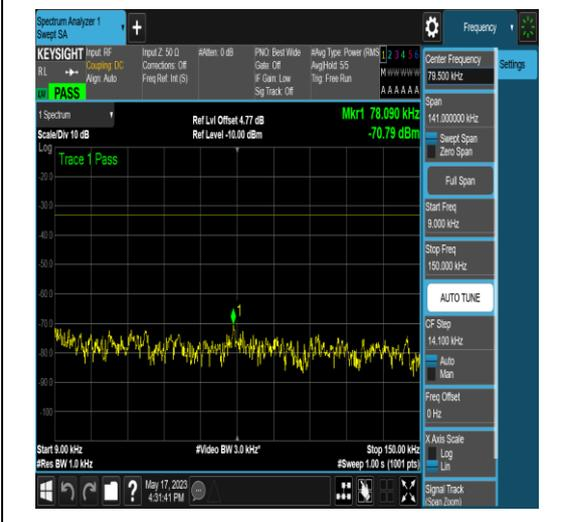 Spectrum Analyzer 1
Swept SA
+
Frequency
KEYSIGHT
RL
Input: RF
Coupling: DC
Align: Auto
Input Z: 50 Ω
Corrections: Off
Freq Ref: Int (S)
#Atten: 0 dB
PNO: Best Wide
Gate: Off
IF Gain: Low
Sig Track: Off
#Avg Type: Power (RMS
Avg|Hold: 5/5
Trig: Free Run
1 2 3 4 5 6
M W W W W W
A A A A A A
PASS
1 Spectrum
Scale/Div 10 dB
Ref Lvl Offset 4.77 dB
Ref Level -10.00 dBm
Mkr1 78.090 kHz
-70.79 dBm
Log
Trace 1 Pass
-20.0
-30.0
-40.0
-50.0
-60.0
-70.0
-80.0
-90.0
-100
1
Start 9.00 kHz
#Res BW 1.0 kHz
#Video BW 3.0 kHz*
Stop 150.00 kHz
#Sweep 1.00 s (1001 pts)
?
May 17, 2023
4:31:41 PM
Center Frequency
79.500 kHz
Settings
Span
141.000000 kHz
Swept Span
Zero Span
Full Span
Start Freq
9.000 kHz
Stop Freq
150.000 kHz
AUTO TUNE
CF Step
14.100 kHz
Auto
Man
Freq Offset
0 Hz
X Axis Scale
Log
Lin
Signal Track
(Span Zoom)